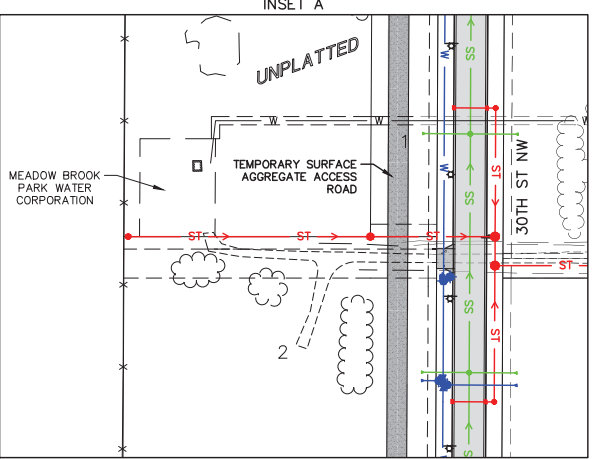 INSET A
UNPLATTED
W
W
W
W
SS
1
MEADOW BROOK
PARK WATER
CORPORATION
TEMPORARY SURFACE
AGGREGATE ACCESS
ROAD
W
SS
ST
30TH ST NW
ST
ST
ST
ST
SS
ST
2
SS